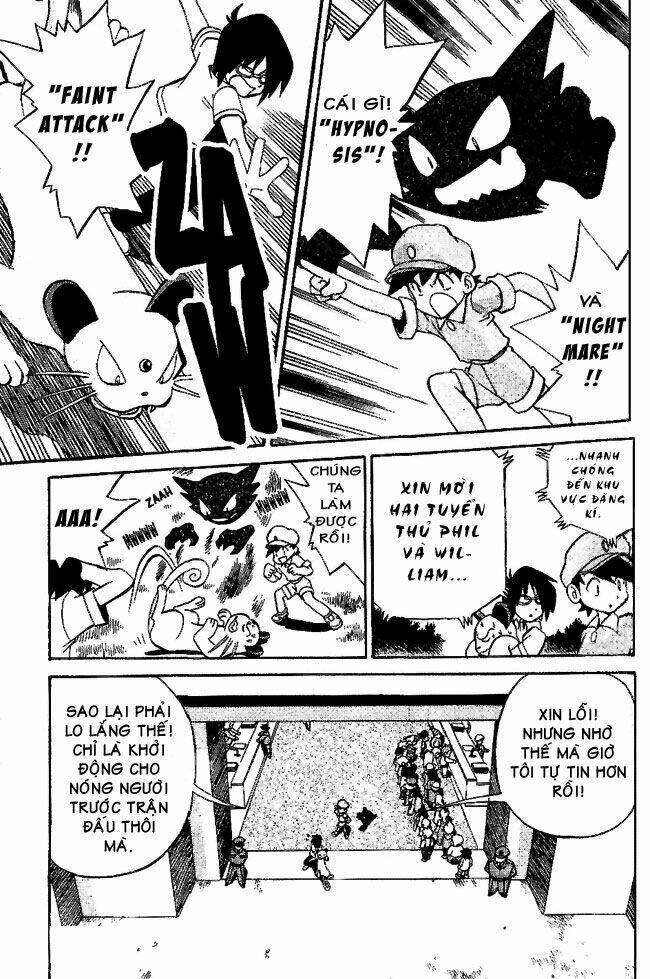 "FAINT
ATTACK"
!!
ZAW
CÁI GÌ!
"HYPNO-
SIS"!
VÀ
"NIGHT
MARE"
!!
AAA!
ZAAH
HWWW
HWWW
CHÚNG
TA
LÀM
ĐƯỢC
RỒI!
XIN MỜI
HAI TUYỂN
THỦ PHIL
VÀ WIL-
LIAM...
...NHANH
CHÓNG
ĐẾN KHU
VỰC ĐĂNG
KÍ.
SAO LẠI PHẢI
LO LẮNG THẾ!
CHỈ LÀ KHỞI
ĐỘNG CHO
NÓNG NGƯỜI
TRƯỚC TRẬN
ĐẤU THÔI
MÀ.
XIN LỖI!
NHƯNG NHỜ
THẾ MÀ GIỜ
TÔI TỰ TIN HƠN
RỒI!